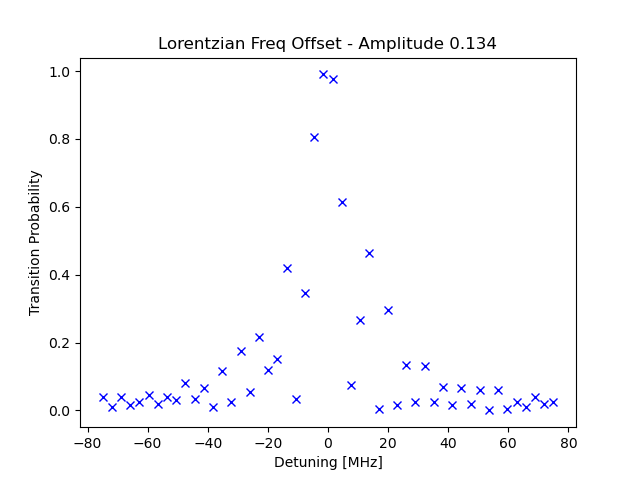 Lorentzian Freq Offset - Amplitude 0.134
1.0
0.8
0.6
0.4
0.2
0.0
Transition Probability
−80 −60 −40 −20 0 20 40 60 80
Detuning [MHz]